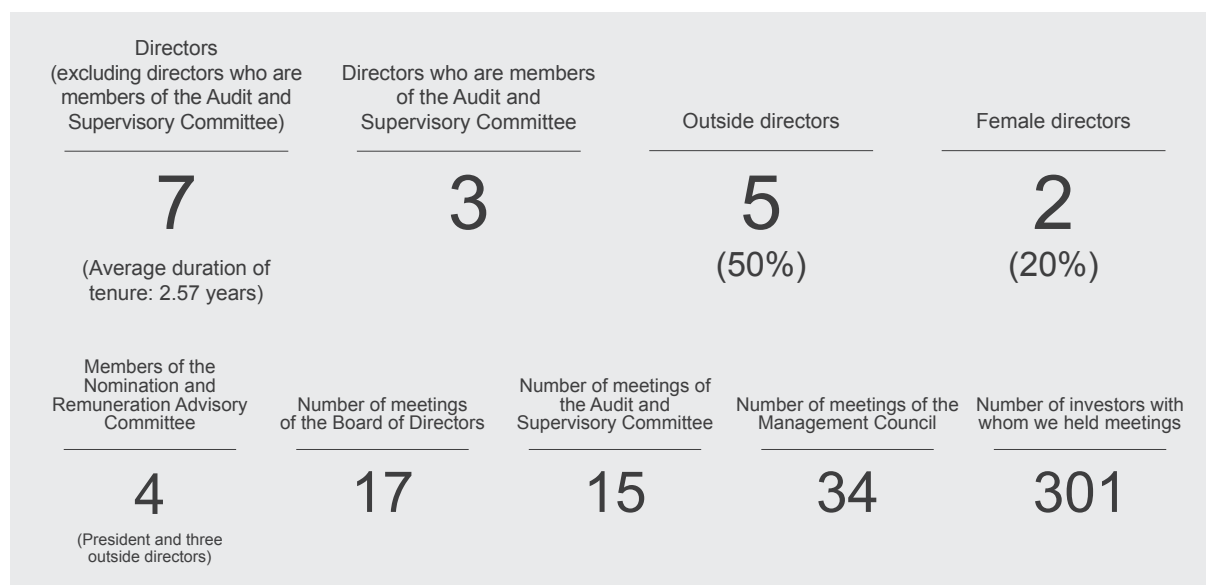 Directors
(excluding directors who are
members of the Audit and
Supervisory Committee)
7
(Average duration of
tenure: 2.57 years)
Directors who are members
of the Audit and
Supervisory Committee
3
Outside directors
5
(50%)
Female directors
2
(20%)
Members of the
Nomination and
Remuneration Advisory
Committee
4
(President and three
outside directors)
Number of meetings
of the Board of Directors
17
Number of meetings of
the Audit and
Supervisory Committee
15
Number of meetings of the
Management Council
34
Number of investors with
whom we held meetings
301